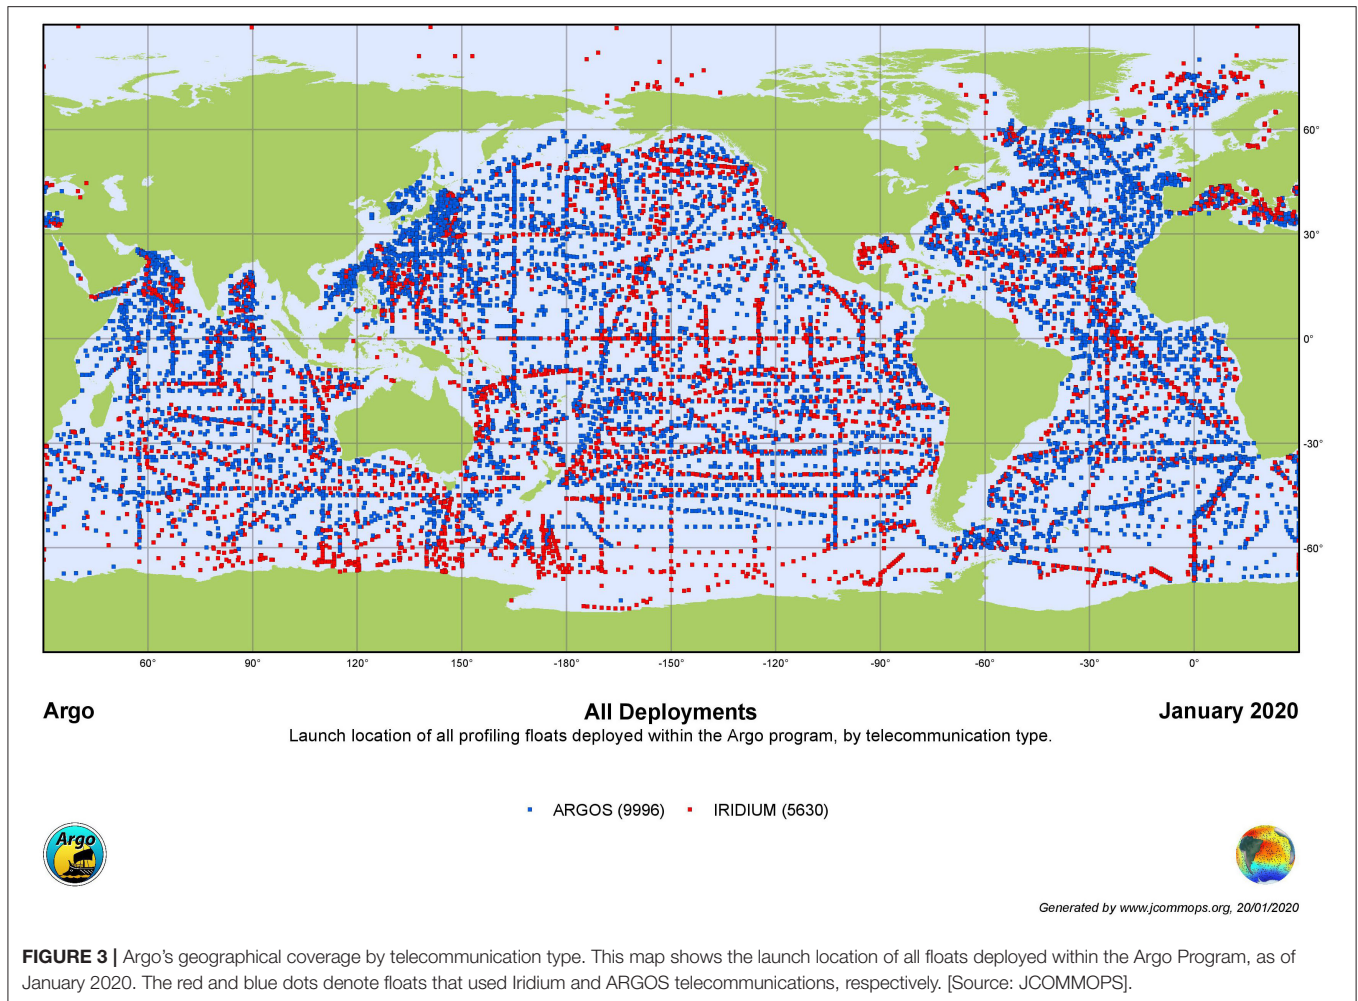 60°
30°
0°
-30°
-60°
60° 90° 120° 150° -180° -150° -120° -90° -60° -30° 0°
Argo All Deployments January 2020
Launch location of all profiling floats deployed within the Argo program, by telecommunication type.
ARGOS (9996) IRIDIUM (5630)
Argo
Generated by www.jcommops.org, 20/01/2020
FIGURE 3 | Argo's geographical coverage by telecommunication type. This map shows the launch location of all floats deployed within the Argo Program, as of
January 2020. The red and blue dots denote floats that used Iridium and ARGOS telecommunications, respectively. [Source: JCOMMOPS].